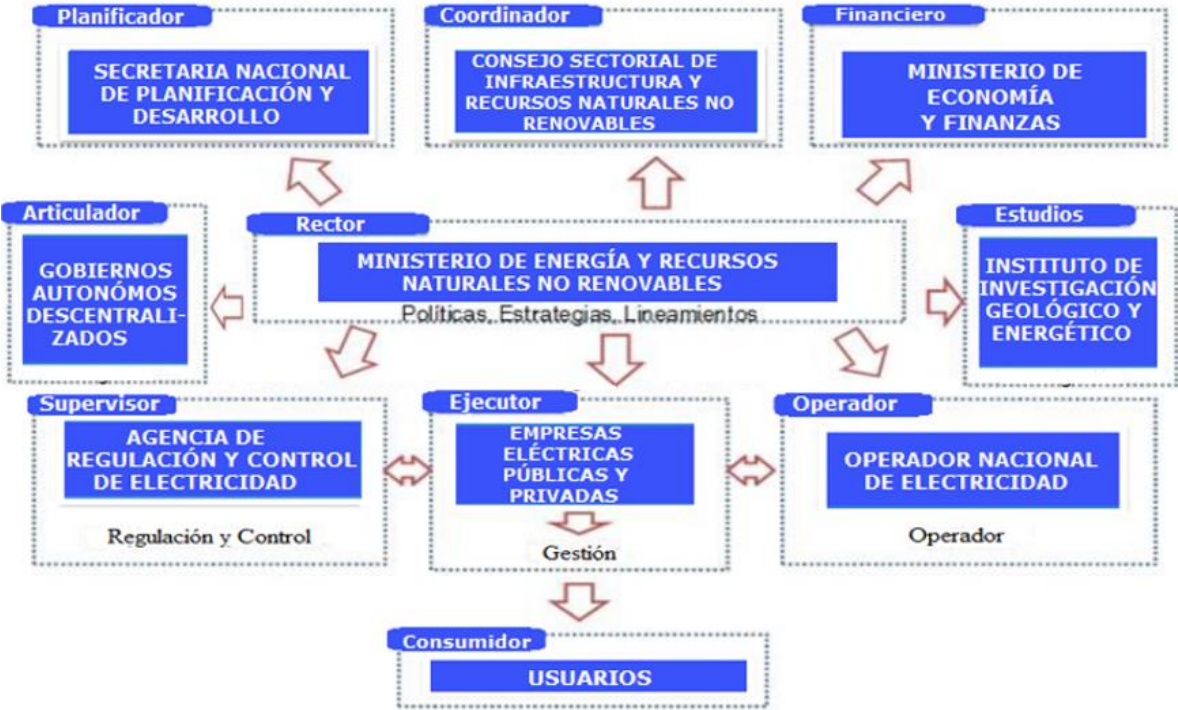 Planificador
SECRETARIA NACIONAL
DE PLANIFICACIÓN Y
DESARROLLO
Coordinador
CONSEJO SECTORIAL DE
INFRAESTRUCTURA Y
RECURSOS NATURALES NO
RENOVABLES
Financiero
MINISTERIO DE
ECONOMÍA
Y FINANZAS
Articulador
GOBIERNOS
AUTONÓMOS
DESCENTRALI-
ZADOS
Rector
MINISTERIO DE ENERGÍA Y RECURSOS
NATURALES NO RENOVABLES
Políticas, Estrategias, Lineamientos
Estudios
INSTITUTO DE
INVESTIGACIÓN
GEOLÓGICO Y
ENERGÉTICO
Supervisor
AGENCIA DE
REGULACIÓN Y CONTROL
DE ELECTRICIDAD
Regulación y Control
Ejecutor
EMPRESAS
ELÉCTRICAS
PÚBLICAS Y
PRIVADAS
Gestión
Operador
OPERADOR NACIONAL
DE ELECTRICIDAD
Operador
Consumidor
USUARIOS